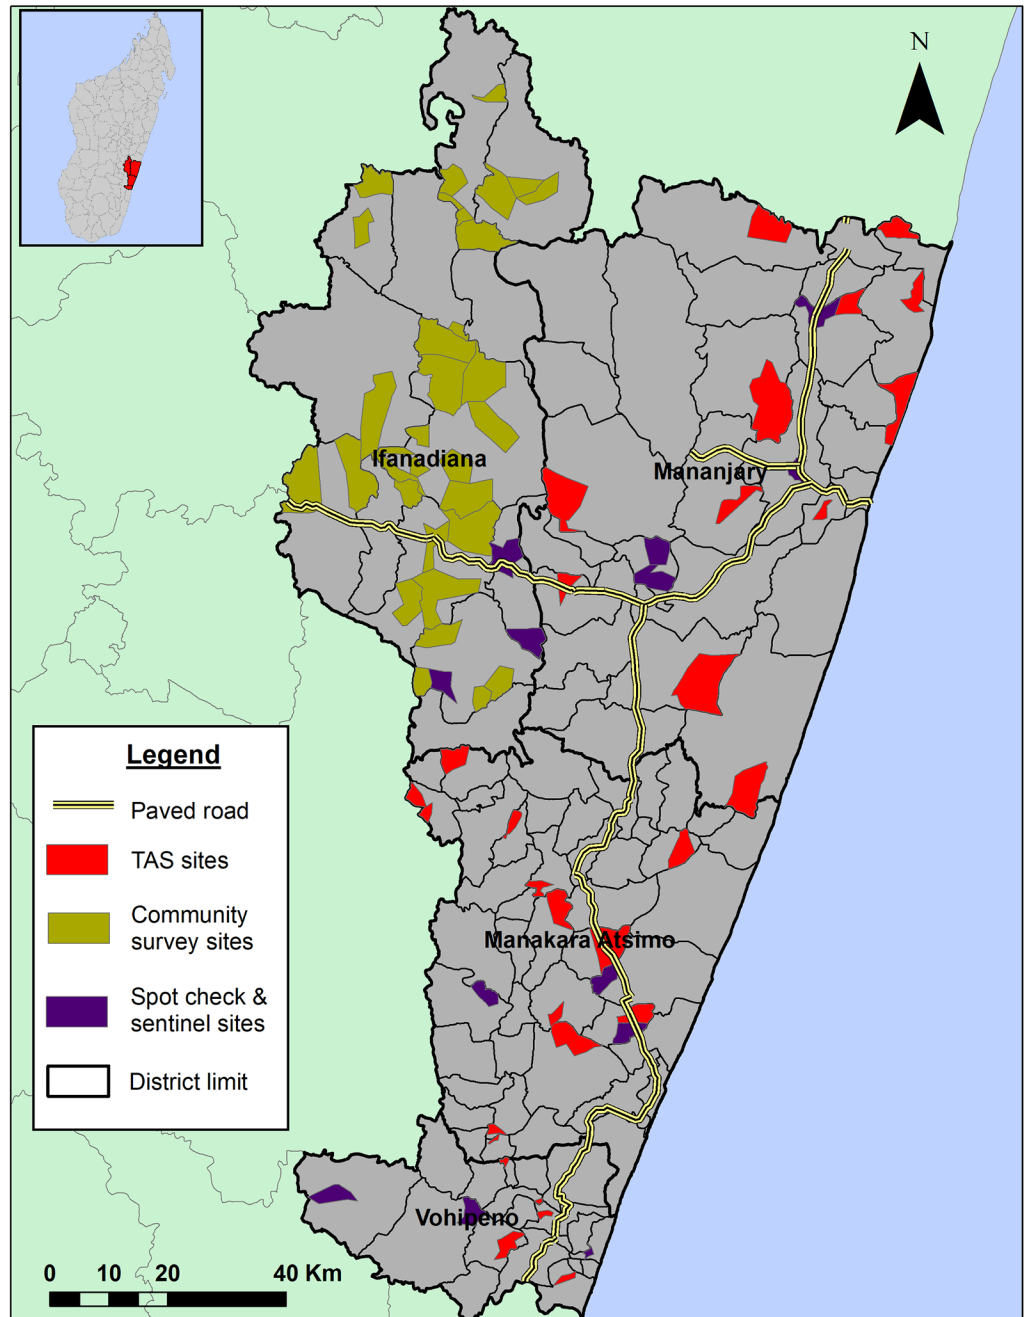 N
Ifanadiana
Mananjary
Legend
Paved road
TAS sites
Community
survey sites
Spot check &
sentinel sites
District limit
Manakara Atsimo
Vohipeno
0 10 20 40 Km